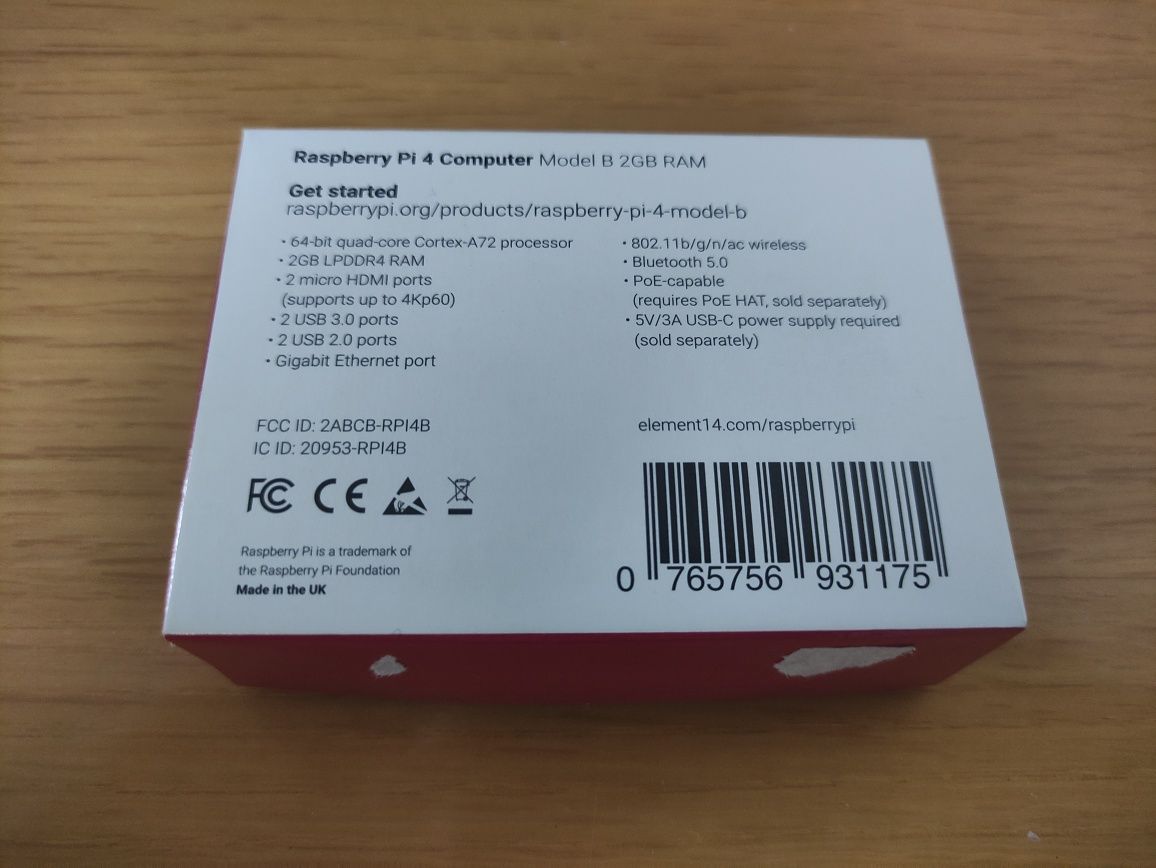 Raspberry Pi 4 Computer Model B 2GB RAM
Get started
raspberrypi.org/products/raspberry-pi-4-model-b
• 64-bit quad-core Cortex-A72 processor
• 2GB LPDDR4 RAM
• 2 micro HDMI ports
(supports up to 4Kp60)
• 2 USB 3.0 ports
• 2 USB 2.0 ports
• Gigabit Ethernet port
• 802.11b/g/n/ac wireless
• Bluetooth 5.0
• PoE-capable
(requires PoE HAT, sold separately)
• 5V/3A USB-C power supply required
(sold separately)
FCC ID: 2ABCB-RPI4B
IC ID: 20953-RPI4B
FC CE
Raspberry Pi is a trademark of
the Raspberry Pi Foundation
Made in the UK
element14.com/raspberrypi
0 765756 931175